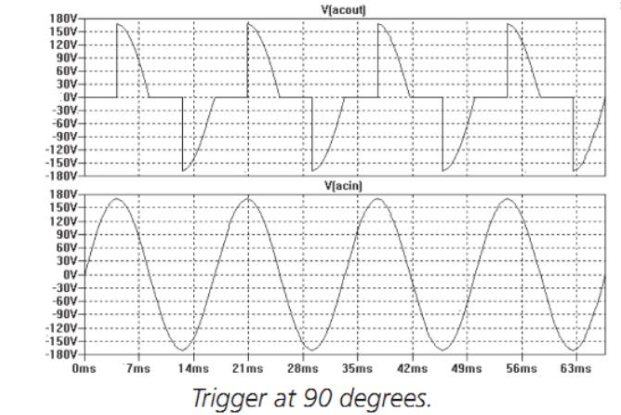 V(acout)
180V
150V
120V
90V
60V
30V
0V
-30V
-60V
-90V
-120V
-150V
-180V
V(acin)
180V
150V
120V
90V
60V
30V
0V
-30V
-60V
-90V
-120V
-150V
-180V
0ms 7ms 14ms 21ms 28ms 35ms 42ms 49ms 56ms 63ms
Trigger at 90 degrees.